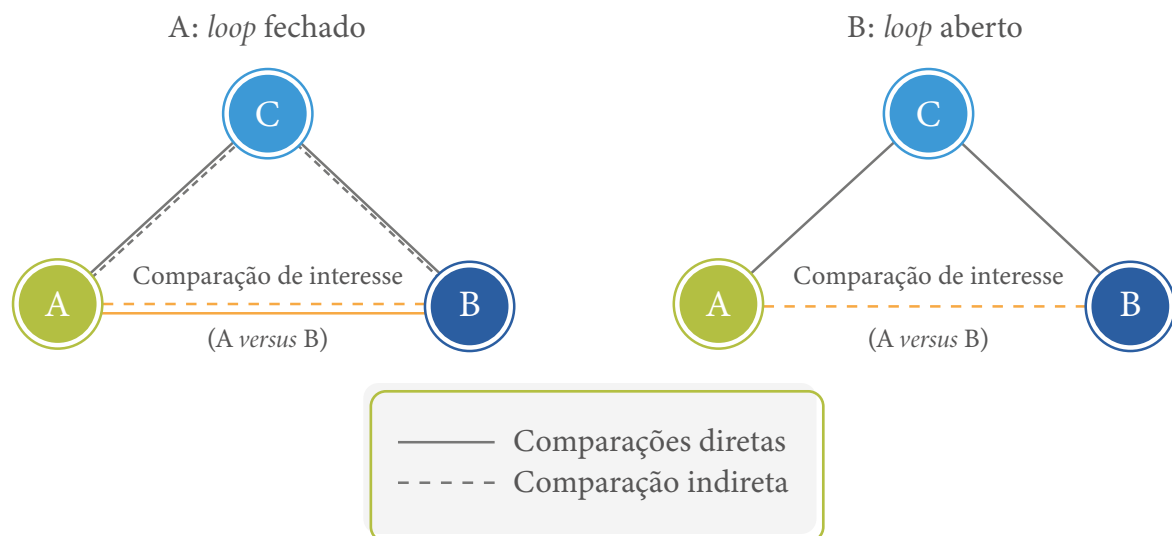 A: loop fechado
C
Comparação de interesse
A
B
(A versus B)
B: loop aberto
C
Comparação de interesse
A
B
(A versus B)
Comparações diretas
Comparação indireta